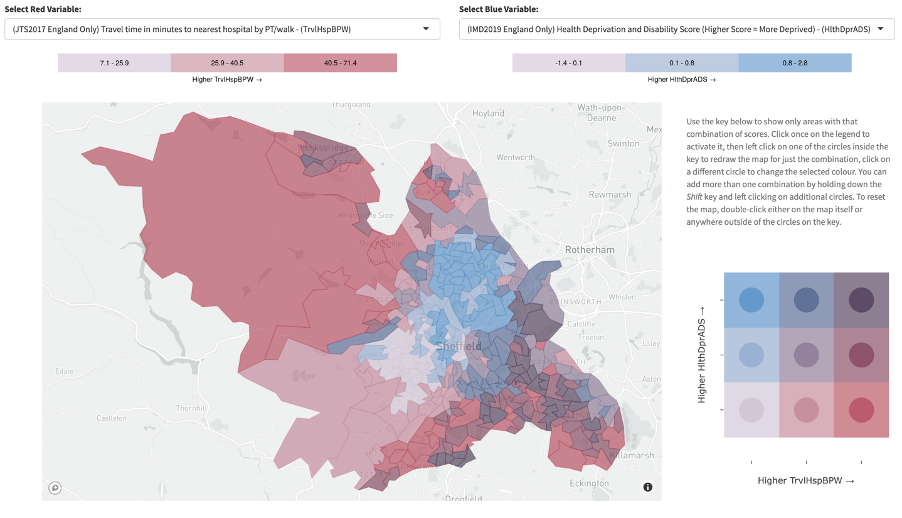 Select Red Variable:
Select Blue Variable:
(JTS2017 England Only) Travel time in minutes to nearest hospital by PT/walk - (TrvlHspBPW)
(IMD2019 England Only) Health Deprivation and Disability Score (Higher Score = More Deprived) - (HlthDprADS)
7.1 - 25.9
25.9 - 40.5
40.5 - 71.4
Higher TrvlHspBPW →
-1.4 - 0.1
0.1 - 0.8
0.8 - 2.8
Higher HlthDprADS →
Thurgoland
Hoyland
Wath-upon-
Dearne
Swinton
Mex
Wentworth
Rawmarsh
Rotherham
Whiston
Catcliffe
Treeton
Ulley
Sheffield
Aston
Edale
Castleton
Thornhill
Killamarsh
Eckington
Dronfield
Use the key below to show only areas with that
combination of scores. Click once on the legend to
activate it, then left click on one of the circles inside the
key to redraw the map for just the combination, click on
a different circle to change the selected colour. You can
add more than one combination by holding down the
Shift key and left clicking on additional circles. To reset
the map, double-click either on the map itself or
anywhere outside of the circles on the key.
Higher HlthDprADS →
Higher TrvlHspBPW →